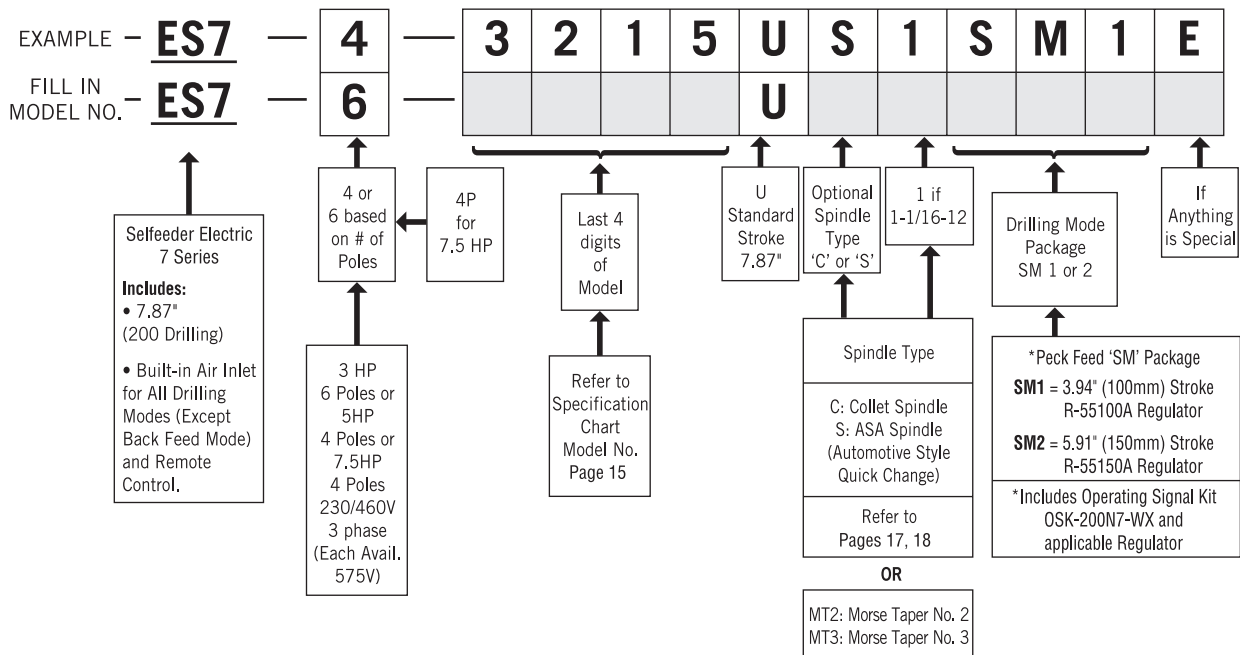 EXAMPLE - ES7 — 4 — 3 2 1 5 U S 1 S M 1 E
FILL IN
MODEL NO. - ES7 — 6 — U
Selfeeder Electric
7 Series
Includes:
• 7.87"
(200 Drilling)
• Built-in Air Inlet
for All Drilling
Modes (Except
Back Feed Mode)
and Remote
Control.
4 or
6 based
on # of
Poles
4P
for
7.5 HP
3 HP
6 Poles or
5HP
4 Poles or
7.5HP
4 Poles
230/460V
3 phase
(Each Avail.
575V)
Last 4
digits
of
Model
Refer to
Specification
Chart
Model No.
Page 15
U
Standard
Stroke
7.87"
Optional
Spindle
Type
'C' or 'S'
1 if
1-1/16-12
Spindle Type
C: Collet Spindle
S: ASA Spindle
(Automotive Style
Quick Change)
Refer to
Pages 17, 18
OR
MT2: Morse Taper No. 2
MT3: Morse Taper No. 3
Drilling Mode
Package
SM 1 or 2
*Peck Feed 'SM' Package
SM1 = 3.94" (100mm) Stroke
R-55100A Regulator
SM2 = 5.91" (150mm) Stroke
R-55150A Regulator
*Includes Operating Signal Kit
OSK-200N7-WX and
applicable Regulator
If
Anything
is Special